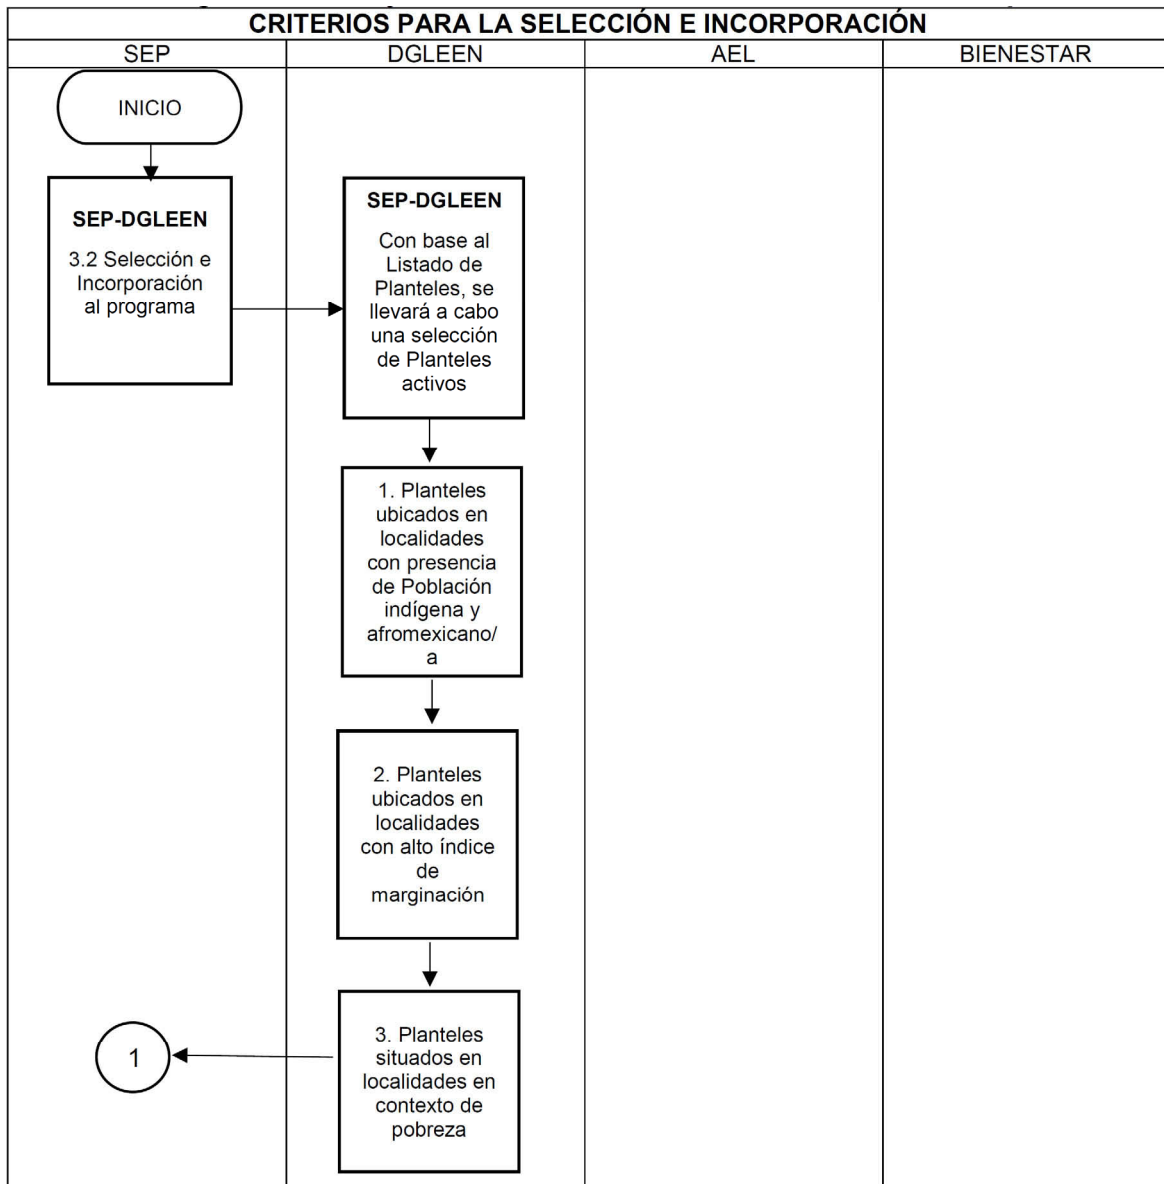 CRITERIOS PARA LA SELECCIÓN E INCORPORACIÓN
SEP
DGLEEN
AEL
BIENESTAR
INICIO
SEP-DGLEEN
3.2 Selección e
Incorporación
al programa
SEP-DGLEEN
Con base al
Listado de
Planteles, se
llevará a cabo
una selección
de Planteles
activos
1. Planteles
ubicados en
localidades
con presencia
de Población
indígena y
afromexicano/
a
2. Planteles
ubicados en
localidades
con alto índice
de
marginación
3. Planteles
situados en
localidades en
contexto de
pobreza
1